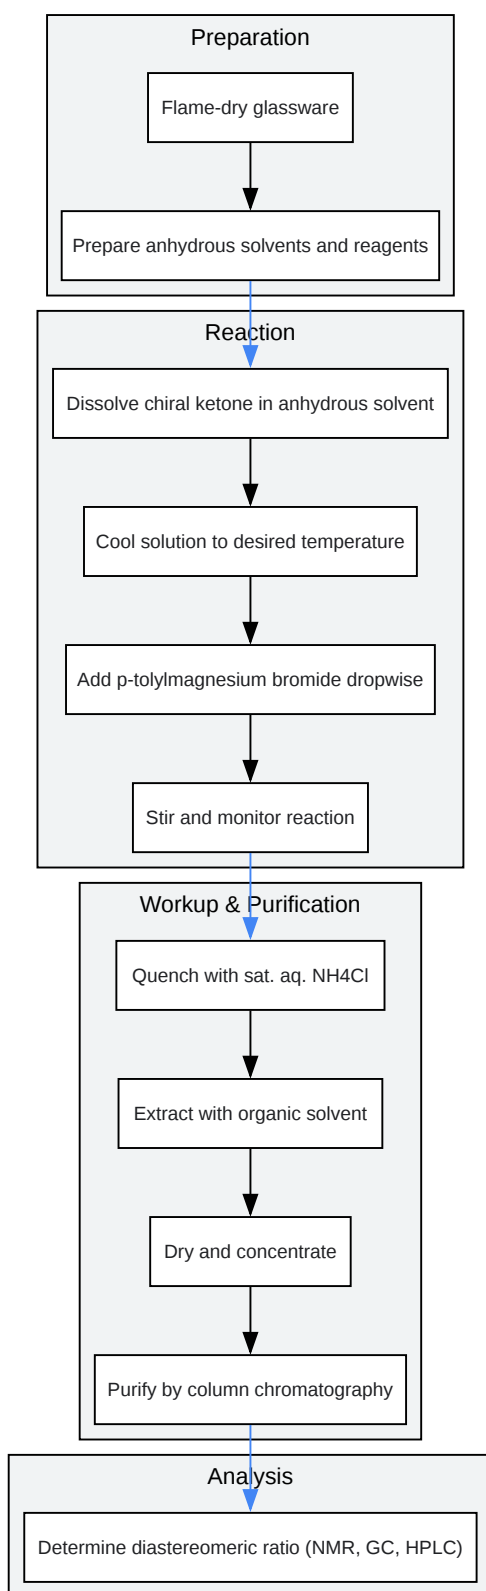 Preparation
Flame-dry glassware
Prepare anhydrous solvents and reagents
Reaction
Dissolve chiral ketone in anhydrous solvent
Cool solution to desired temperature
Add p-tolylmagnesium bromide dropwise
Stir and monitor reaction
Workup & Purification
Quench with sat. aq. NH4Cl
Extract with organic solvent
Dry and concentrate
Purify by column chromatography
Analysis
Determine diastereomeric ratio (NMR, GC, HPLC)